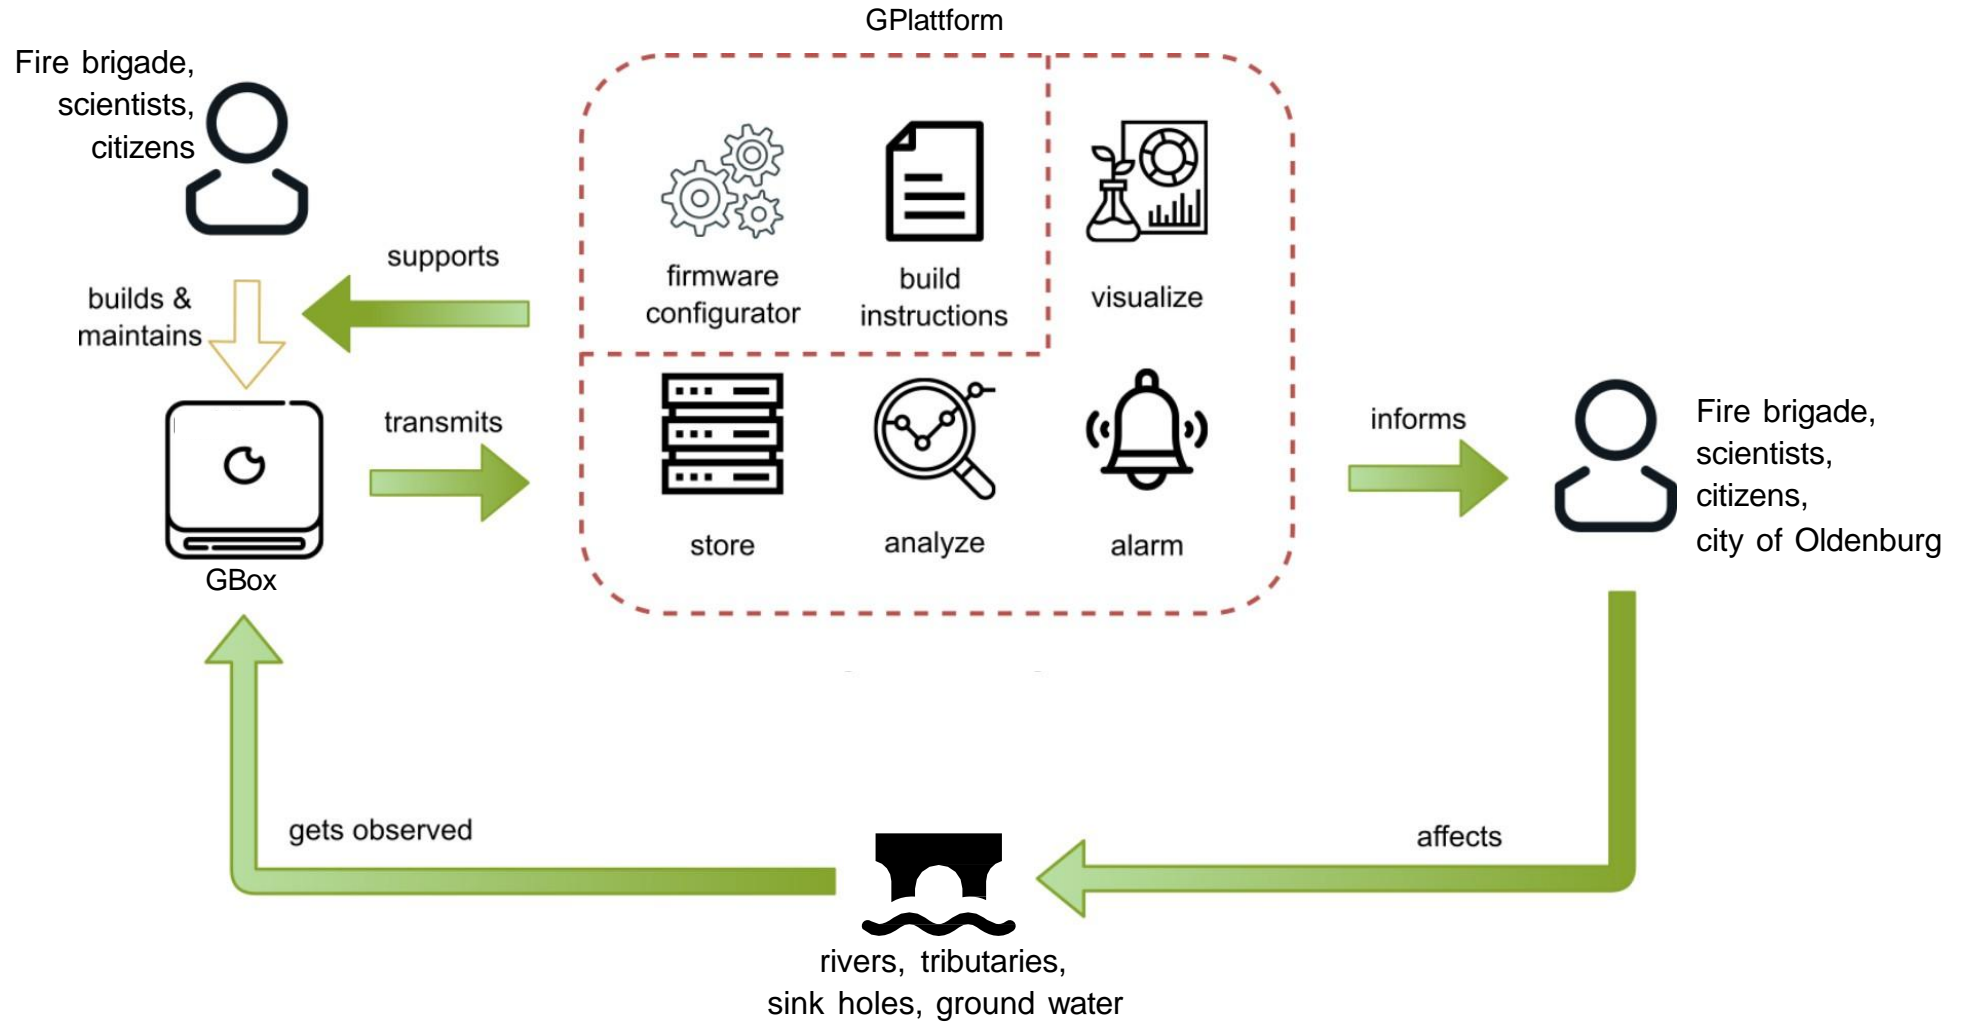 GPlattform
Fire brigade,
scientists,
citizens
supports
builds &
maintains
firmware
configurator
build
instructions
visualize
transmits
GBox
store
analyze
alarm
informs
Fire brigade,
scientists,
citizens,
city of Oldenburg
gets observed
affects
rivers, tributaries,
sink holes, ground water